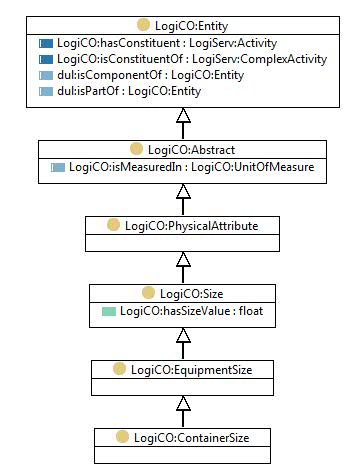 LogiCO:Entity
LogiCO:hasConstituent : LogiServ:Activity
LogiCO:isConstituentOf : LogiServ:ComplexActivity
dul:isComponentOf : LogiCO:Entity
dul:isPartOf : LogiCO:Entity
LogiCO:Abstract
LogiCO:isMeasuredIn : LogiCO:UnitOfMeasure
LogiCO:PhysicalAttribute
LogiCO:Size
LogiCO:hasSizeValue : float
LogiCO:EquipmentSize
LogiCO:ContainerSize